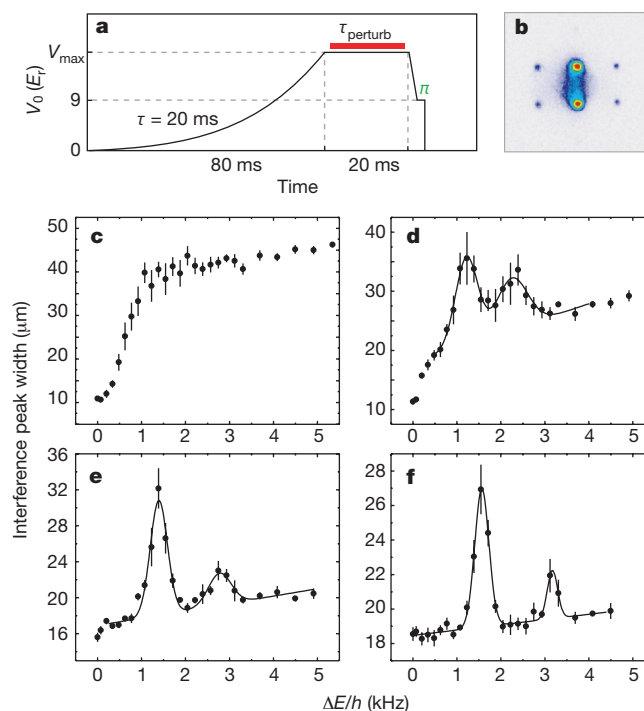 a
b
τperturb
Vmax
V0 (Er)
π
9
τ = 20 ms
0
80 ms
20 ms
Time
c
d
50
40
30
20
10
0 1 2 3 4 5
40
30
20
10
0 1 2 3 4 5
Interference peak width (μm)
e
f
36
32
28
24
20
16
0 1 2 3 4 5
28
26
24
22
20
18
0 1 2 3 4 5
ΔE/h (kHz)